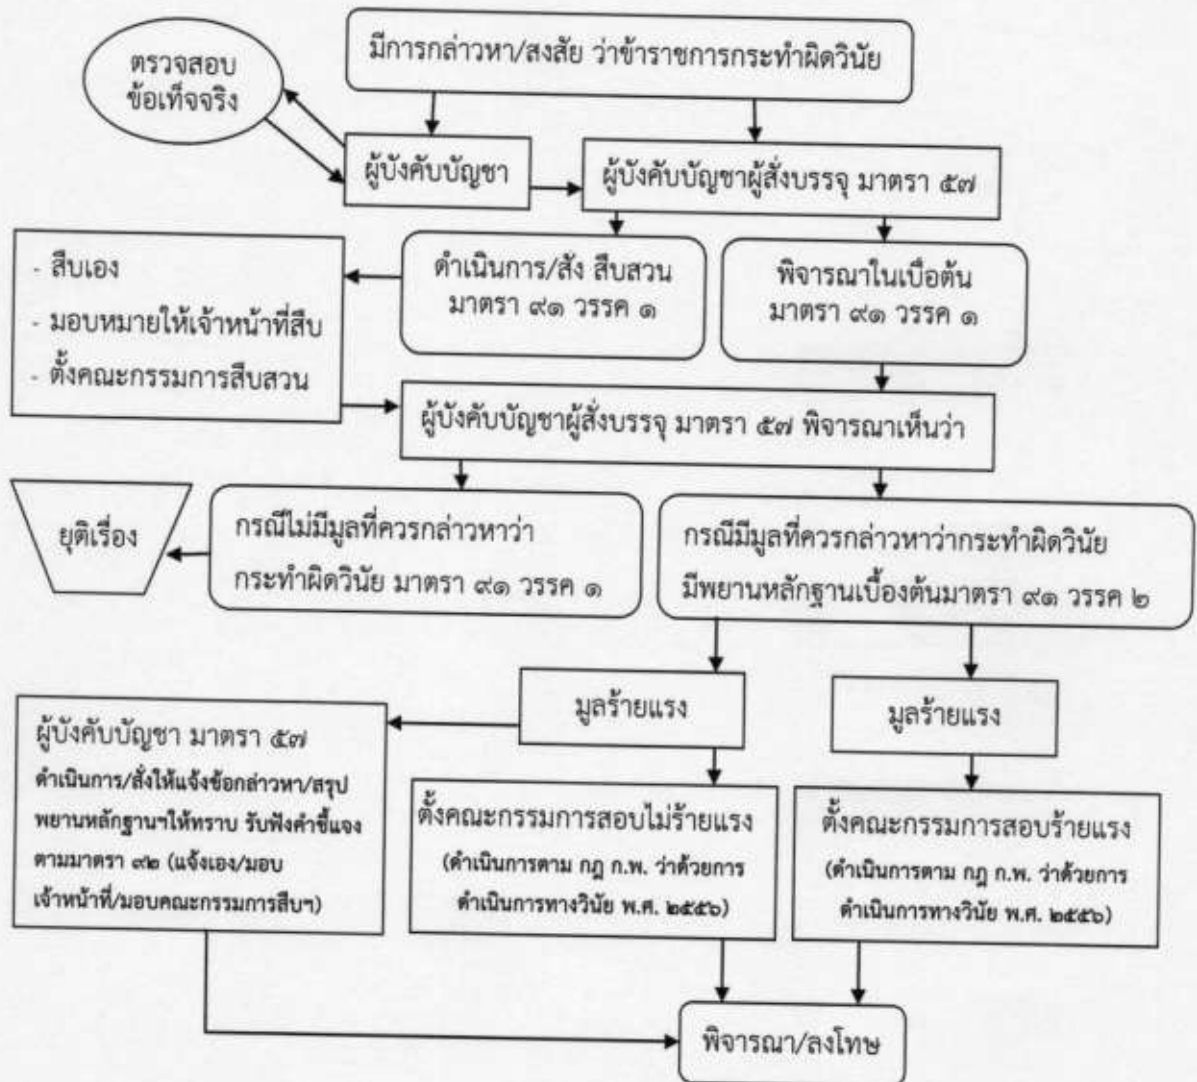 มีการกล่าวหา/สงสัย ว่าข้าราชการกระทำผิดวินัย
ตรวจสอบ
ข้อเท็จจริง
ผู้บังคับบัญชา
ผู้บังคับบัญชาผู้สั่งบรรจุ มาตรา ๕๗
- สืบเอง
- มอบหมายให้เจ้าหน้าที่สืบ
- ตั้งคณะกรรมการสืบสวน
ดำเนินการ/สั่ง สืบสวน
มาตรา ๙๑ วรรค ๑
พิจารณาในเบื่อต้น
มาตรา ๙๑ วรรค ๑
ผู้บังคับบัญชาผู้สั่งบรรจุ มาตรา ๕๗ พิจารณาเห็นว่า
ยุติเรื่อง
กรณีไม่มีมูลที่ควรกล่าวหาว่า
กระทำผิดวินัย มาตรา ๙๑ วรรค ๑
กรณีมีมูลที่ควรกล่าวหาว่ากระทำผิดวินัย
มีพยานหลักฐานเบื้องต้นมาตรา ๙๑ วรรค ๒
มูลร้ายแรง
มูลร้ายแรง
ผู้บังคับบัญชา มาตรา ๕๗
ดำเนินการ/สั่งให้แจ้งข้อกล่าวหา/สรุป
พยานหลักฐานฯให้ทราบ รับฟังคำชี้แจง
ตามมาตรา ๙๒ (แจ้งเอง/มอบ
เจ้าหน้าที่/มอบคณะกรรมการสืบฯ)
ตั้งคณะกรรมการสอบไม่ร้ายแรง
(ดำเนินการตาม กฎ ก.พ. ว่าด้วยการ
ดำเนินการทางวินัย พ.ศ. ๒๕๕๖)
ตั้งคณะกรรมการสอบร้ายแรง
(ดำเนินการตาม กฎ ก.พ. ว่าด้วยการ
ดำเนินการทางวินัย พ.ศ. ๒๕๕๖)
พิจารณา/ลงโทษ